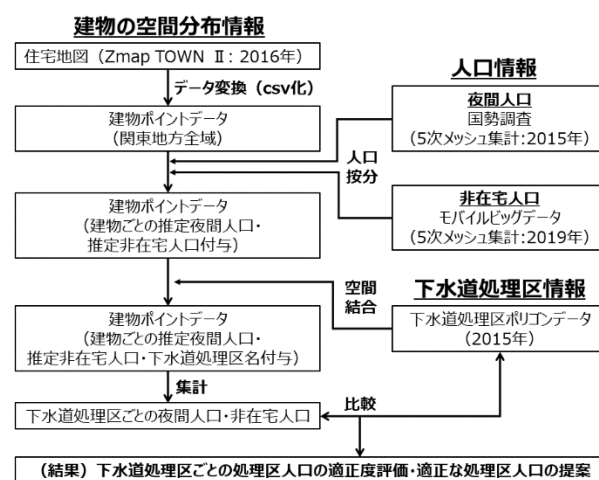 建物の空間分布情報
住宅地図（Zmap TOWN Ⅱ：2016年）
データ変換（csv化）
建物ポイントデータ
（関東地方全域）
人口情報
夜間人口
国勢調査
（5次メッシュ集計:2015年）
人口
按分
非在宅人口
モバイルビッグデータ
（5次メッシュ集計:2019年）
建物ポイントデータ
（建物ごとの推定夜間人口・
推定非在宅人口付与）
空間
結合
下水道処理区情報
下水道処理区ポリゴンデータ
（2015年）
建物ポイントデータ
（建物ごとの推定夜間人口・
推定非在宅人口・下水道処理区名付与）
集計
比較
下水道処理区ごとの夜間人口・非在宅人口
（結果）下水道処理区ごとの処理区人口の適正度評価・適正な処理区人口の提案